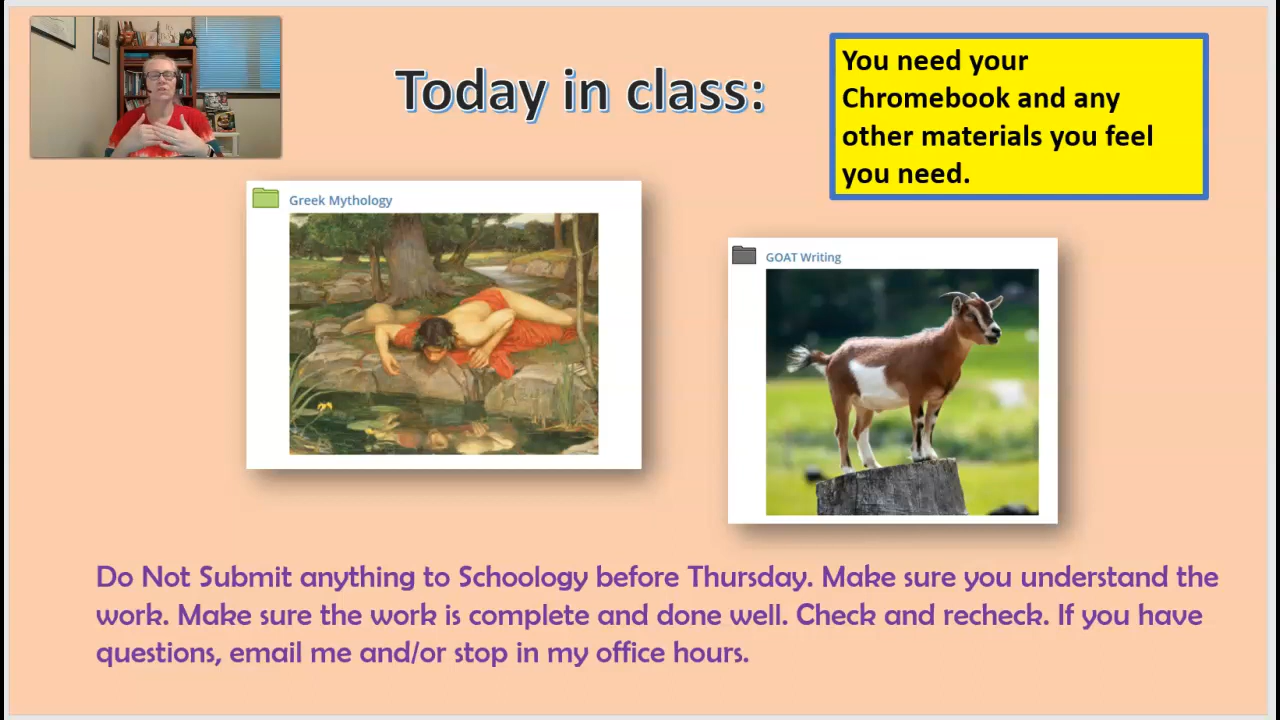 Today in class:
You need your
Chromebook and any
other materials you feel
you need.
Greek Mythology
GOAT Writing
Do Not Submit anything to Schoology before Thursday. Make sure you understand the
work. Make sure the work is complete and done well. Check and recheck. If you have
questions, email me and/or stop in my office hours.